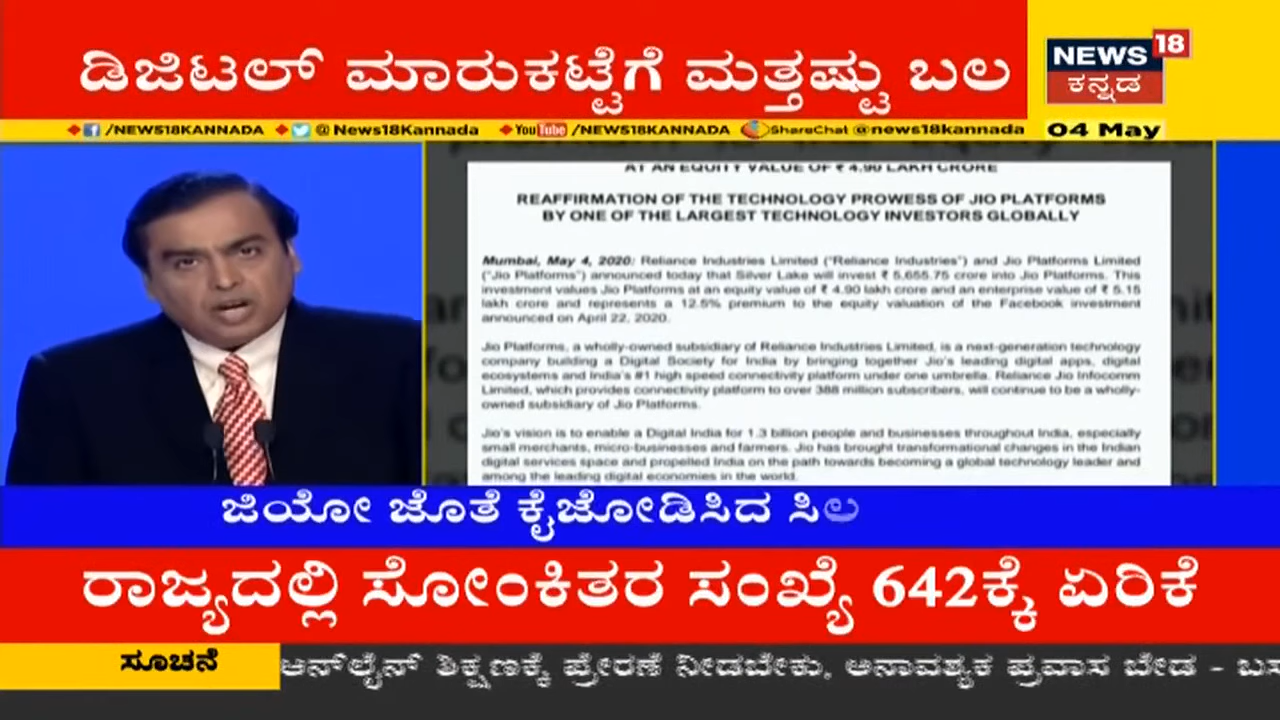 ಡಿಜಿಟಲ್ ಮಾರುಕಟ್ಟೆಗೆ ಮತ್ತಷ್ಟು ಬಲ
NEWS 18
ಕನ್ನಡ
/NEWS18KANNADA @News18Kannada YouTube /NEWS18KANNADA ShareChat @news18kannada
04 May
AT AN EQUITY VALUE OF ₹ 4.90 LAKH CRORE
REAFFIRMATION OF THE TECHNOLOGY PROWESS OF JIO PLATFORMS
BY ONE OF THE LARGEST TECHNOLOGY INVESTORS GLOBALLY
Mumbai, May 4, 2020: Reliance Industries Limited ("Reliance Industries") and Jio Platforms Limited
("Jio Platforms") announced today that Silver Lake will invest ₹ 5,655.75 crore into Jio Platforms. This
investment values Jio Platforms at an equity value of ₹ 4.90 lakh crore and an enterprise value of ₹ 5.15
lakh crore and represents a 12.5% premium to the equity valuation of the Facebook investment
announced on April 22, 2020.
Jio Platforms, a wholly-owned subsidiary of Reliance Industries Limited, is a next-generation technology
company building a Digital Society for India by bringing together Jio's leading digital apps, digital
ecosystems and India's #1 high speed connectivity platform under one umbrella. Reliance Jio Infocomm
Limited, which provides connectivity platform to over 388 million subscribers, will continue to be a wholly-
owned subsidiary of Jio Platforms.
Jio's vision is to enable a Digital India for 1.3 billion people and businesses throughout India, especially
small merchants, micro-businesses and farmers. Jio has brought transformational changes in the Indian
digital services space and propelled India on the path towards becoming a global technology leader and
among the leading digital economies in the world.
ಜಿಯೋ ಜೊತೆ ಕೈಜೋಡಿಸಿದ ಸಿಲ
ರಾಜ್ಯದಲ್ಲಿ ಸೋಂಕಿತರ ಸಂಖ್ಯೆ 642ಕ್ಕೆ ಏರಿಕೆ
ಸೂಚನೆ ಆನ್‌ಲೈನ್ ಶಿಕ್ಷಣಕ್ಕೆ ಪ್ರೇರಣೆ ನೀಡಬೇಕು, ಅನಾವಶ್ಯಕ ಪ್ರವಾಸ ಬೇಡ -